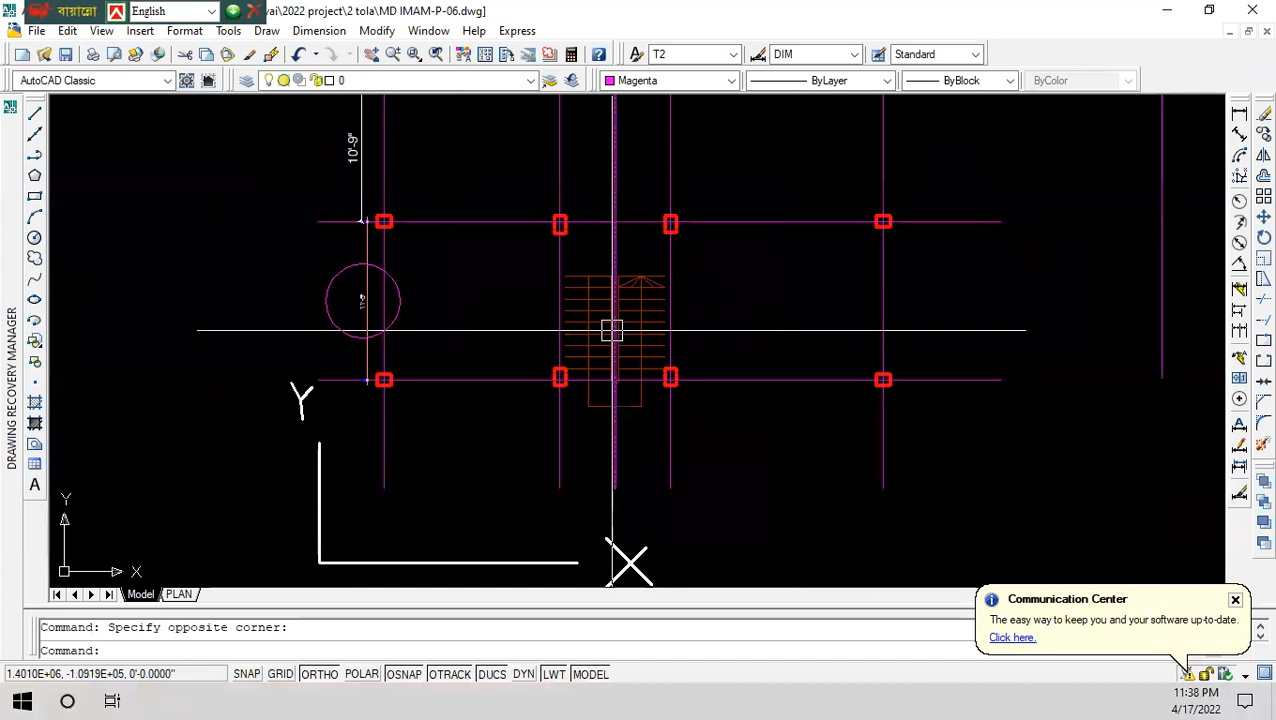 বায়ান্নো English vai\2022 project\2 tola\MD IMAM-P-06.dwg]
File Edit View Insert Format Tools Draw Dimension Modify Window Help Express
T2 DIM Standard
AutoCAD Classic 0 Magenta ByLayer ByBlock ByColor
10'-9"
DRAWING RECOVERY MANAGER
A
Y
Y
X
X
Model PLAN
Communication Center
The easy way to keep you and your software up-to-date.
Click here.
Command: Specify opposite corner:
Command:
1.4010E+06, -1.0919E+05, 0'-0.0000" SNAP GRID ORTHO POLAR OSNAP OTRACK DUCS DYN LWT MODEL
11:38 PM
4/17/2022